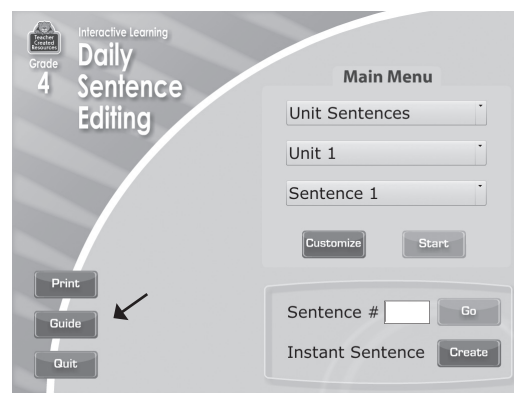 Teacher
Created
Resources
Interactive Learning
Grade
4
Daily
Sentence
Editing
Main Menu
Unit Sentences
Unit 1
Sentence 1
Customize Start
Print
Guide
Quit
Sentence # Go
Instant Sentence Create